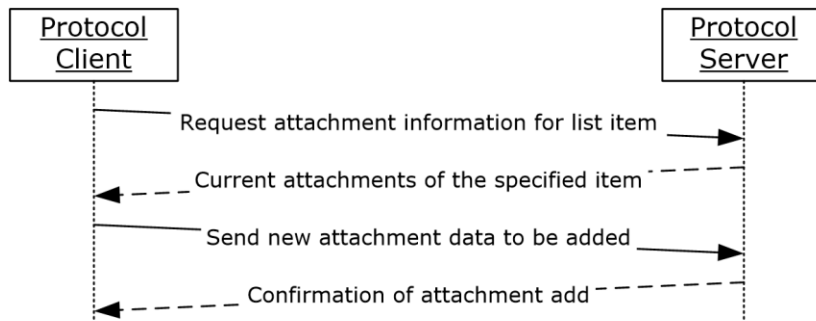 Protocol
Client
Protocol
Server
Request attachment information for list item
Current attachments of the specified item
Send new attachment data to be added
Confirmation of attachment add